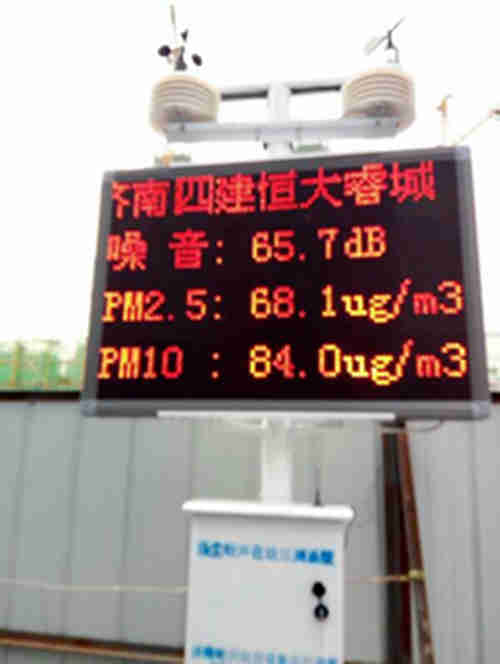 济南四建恒大睿城
噪 音: 65.7dB
PM2.5: 68.1ug/m3
PM10 : 84.0ug/m3